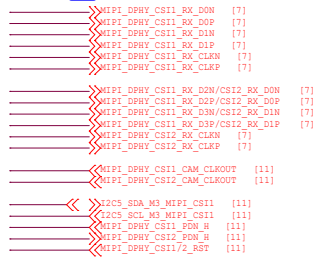 MIPI_DPHY_CSI1_RX_D0N [7]
MIPI_DPHY_CSI1_RX_D0P [7]
MIPI_DPHY_CSI1_RX_D1N [7]
MIPI_DPHY_CSI1_RX_D1P [7]
MIPI_DPHY_CSI1_RX_CLKN [7]
MIPI_DPHY_CSI1_RX_CLKP [7]
MIPI_DPHY_CSI1_RX_D2N/CSI2_RX_D0N [7]
MIPI_DPHY_CSI1_RX_D2P/CSI2_RX_D0P [7]
MIPI_DPHY_CSI1_RX_D3N/CSI2_RX_D1N [7]
MIPI_DPHY_CSI1_RX_D3P/CSI2_RX_D1P [7]
MIPI_DPHY_CSI2_RX_CLKN [7]
MIPI_DPHY_CSI2_RX_CLKP [7]
MIPI_DPHY_CSI1_CAM_CLKOUT [11]
MIPI_DPHY_CSI2_CAM_CLKOUT [11]
I2C5_SDA_M3_MIPI_CSI1 [11]
I2C5_SCL_M3_MIPI_CSI1 [11]
MIPI_DPHY_CSI1_PDN_H [11]
MIPI_DPHY_CSI2_PDN_H [11]
MIPI_DPHY_CSI1/2_RST [11]